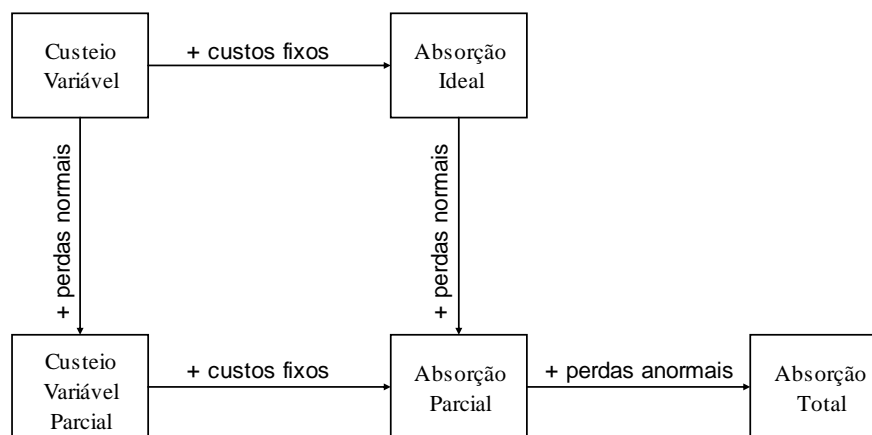 Custeio
Variável
+ custos fixos
Absorção
Ideal
+ perdas normais
+ perdas normais
Custeio
Variável
Parcial
+ custos fixos
Absorção
Parcial
+ perdas anormais
Absorção
Total